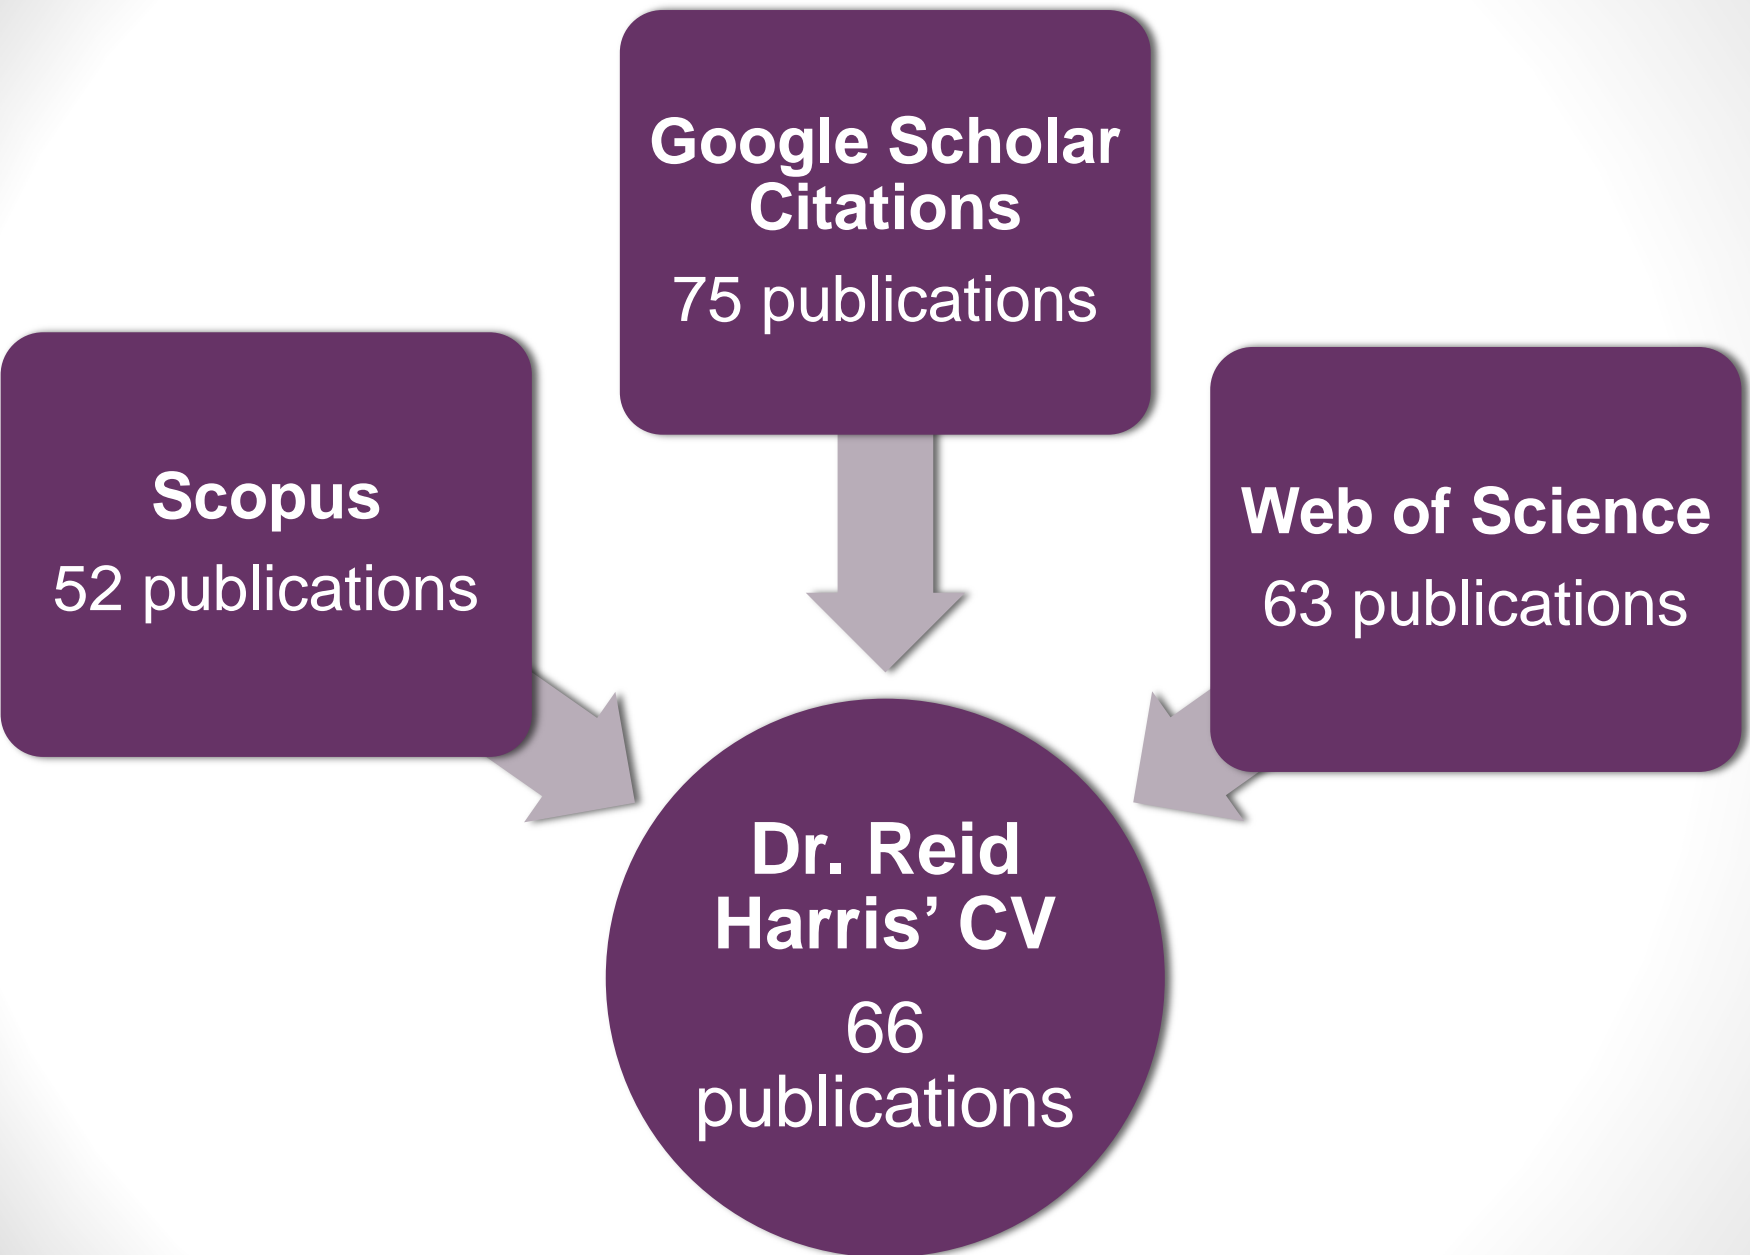 Google Scholar
Citations
75 publications
Scopus
52 publications
Web of Science
63 publications
Dr. Reid
Harris’ CV
66
publications